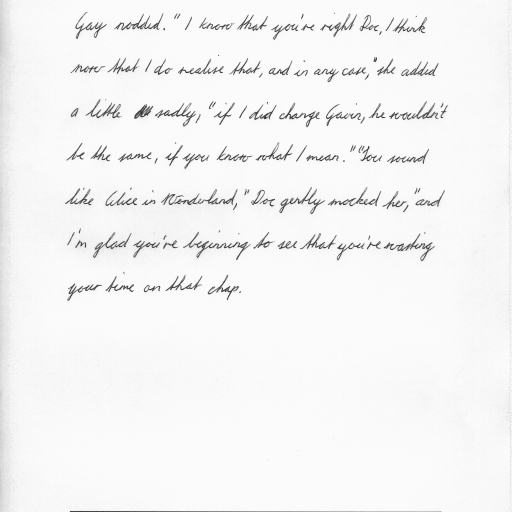 Gay nodded. "I know that you're right Doc, I think
now that I do realise that, and in any case," she added
a little sadly, "if I did change Gavin, he wouldn't
be the same, if you know what I mean." "You sound
like Alice in Wonderland," Doc gently mocked her, "and
I'm glad you're beginning to see that you're wasting
your time on that chap.